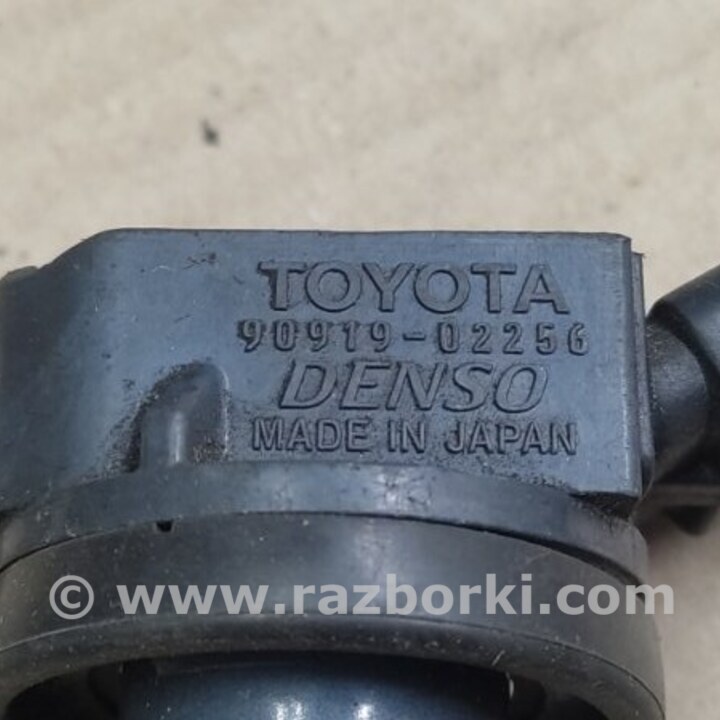 TOYOTA
90919-02256
DENSO
MADE IN JAPAN
© www.razborki.com